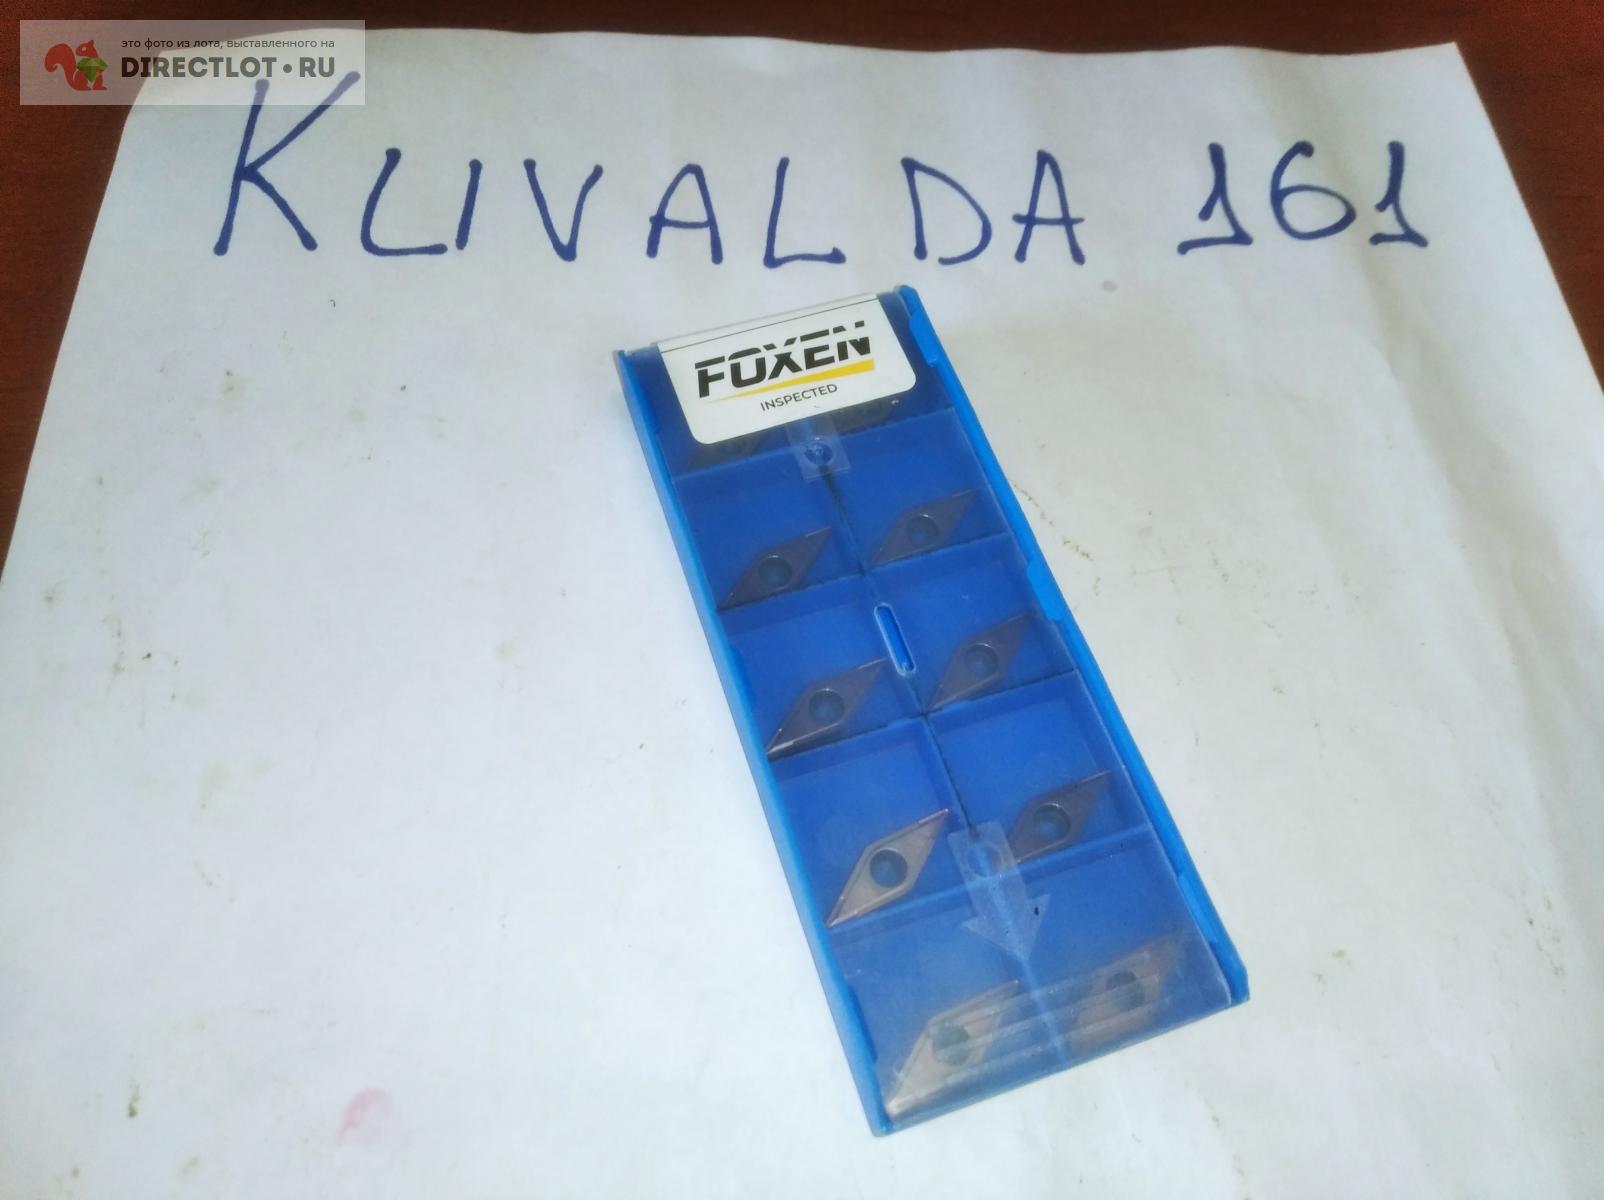 это фото из лота, выставленного на
DIRECTLOT•RU
KLIVALDA 161
FOXEN
INSPECTED